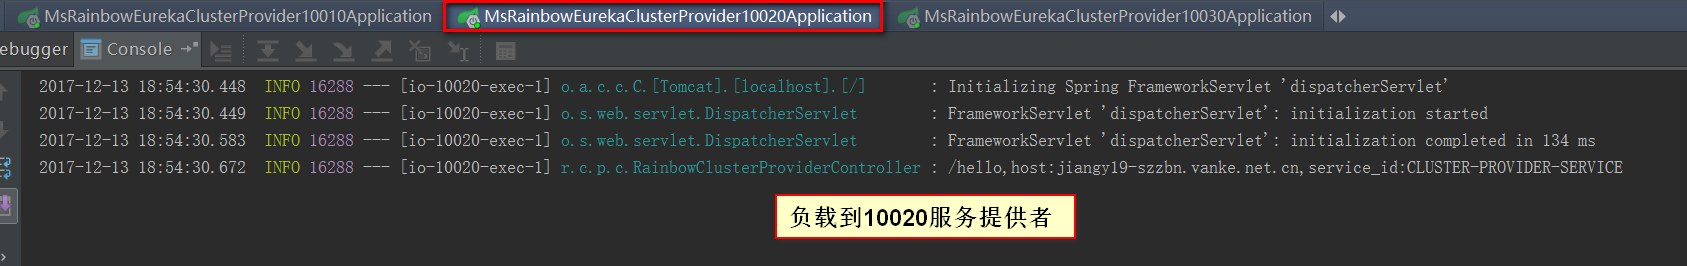 MsRainbowEurekaClusterProvider10010Application MsRainbowEurekaClusterProvider10020Application MsRainbowEurekaClusterProvider10030Application
ebugger Console
2017-12-13 18:54:30.448 INFO 16288 --- [io-10020-exec-1] o.a.c.c.C.[Tomcat].[localhost].[/] : Initializing Spring FrameworkServlet 'dispatcherServlet'
2017-12-13 18:54:30.449 INFO 16288 --- [io-10020-exec-1] o.s.web.servlet.DispatcherServlet : FrameworkServlet 'dispatcherServlet': initialization started
2017-12-13 18:54:30.583 INFO 16288 --- [io-10020-exec-1] o.s.web.servlet.DispatcherServlet : FrameworkServlet 'dispatcherServlet': initialization completed in 134 ms
2017-12-13 18:54:30.672 INFO 16288 --- [io-10020-exec-1] r.c.p.c.RainbowClusterProviderController : /hello,host:jiangy19-szzbn.vanke.net.cn,service_id:CLUSTER-PROVIDER-SERVICE
负载到10020服务提供者